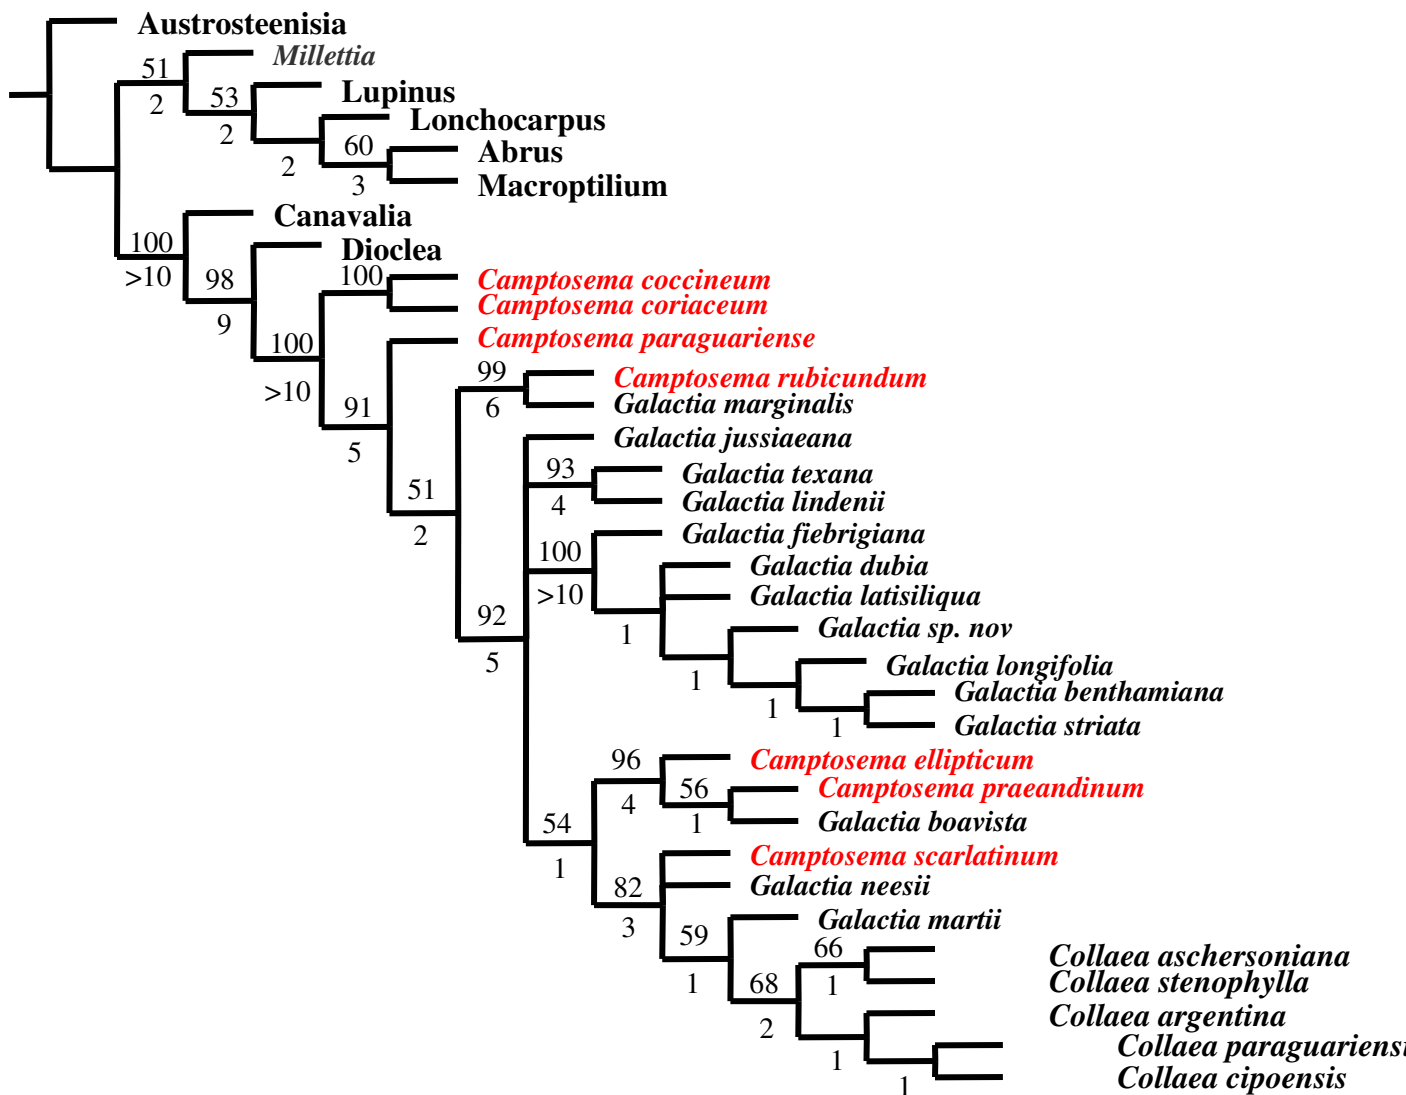 Austrosteenisia
Millettia
51
2
Lupinus
53
2
Lonchocarpus
2
60
Abrus
3
Macroptilium
Canavalia
100
>10
Dioclea
98
9
100
Camptosema coccineum
Camptosema coriaceum
100
>10
Camptosema paraguariense
91
5
99
Camptosema rubicundum
6
Galactia marginalis
51
2
Galactia jussiaeana
93
Galactia texana
4
Galactia lindenii
Galactia fiebrigiana
100
>10
Galactia dubia
Galactia latisiliqua
92
5
1
Galactia sp. nov
1
Galactia longifolia
1
Galactia benthamiana
1
Galactia striata
96
Camptosema ellipticum
4
56
Camptosema praeandinum
1
Galactia boavista
54
1
Camptosema scarlatinum
82
Galactia neesii
3
Galactia martii
59
1
66
Collaea aschersoniana
1
Collaea stenophylla
68
2
Collaea argentina
1
Collaea paraguariensi
1
Collaea cipoensis